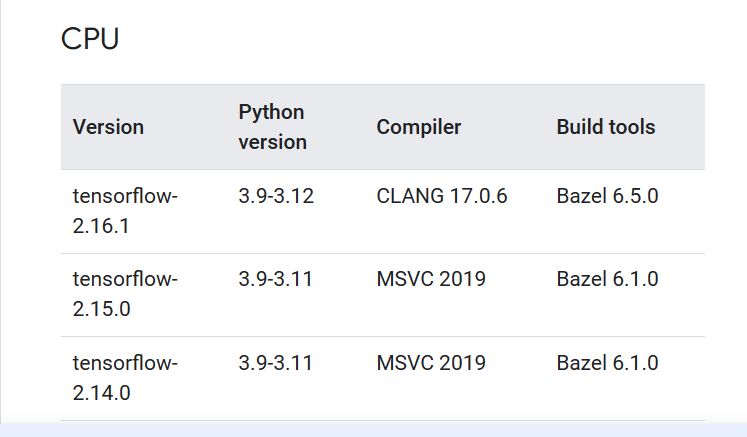 CPU
Version
Python
version
Compiler
Build tools
tensorflow-
2.16.1
3.9-3.12
CLANG 17.0.6
Bazel 6.5.0
tensorflow-
2.15.0
3.9-3.11
MSVC 2019
Bazel 6.1.0
tensorflow-
2.14.0
3.9-3.11
MSVC 2019
Bazel 6.1.0